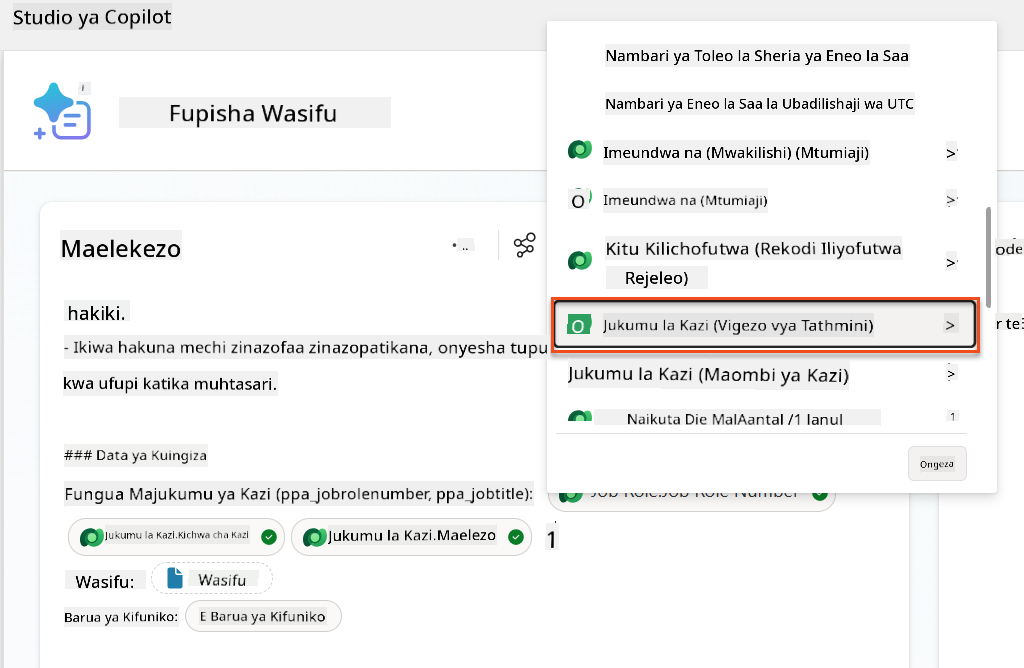 Studio ya Copilot
Fupisha Wasifu
Maelekezo
hakiki.
- Ikiwa hakuna mechi zinazofaa zinazopatikana, onyesha tupu
kwa ufupi katika muhtasari.
### Data ya Kuingiza
Fungua Majukumu ya Kazi (ppa_jobrolenumber, ppa_jobtitle):
Job Role.Job Role Number
Jukumu la Kazi.Kichwa cha Kazi
Jukumu la Kazi.Maelezo
1
Wasifu:
Wasifu
Barua ya Kifuniko:
E Barua ya Kifuniko
Nambari ya Toleo la Sheria ya Eneo la Saa
Nambari ya Eneo la Saa la Ubadilishaji wa UTC
Imeundwa na (Mwakilishi) (Mtumiaji) >
Imeundwa na (Mtumiaji) >
Kitu Kilichofutwa (Rekodi Iliyofutwa
Rejeleo) >
Jukumu la Kazi (Vigezo vya Tathmini) >
Jukumu la Kazi (Maombi ya Kazi) >
Naikuta Die MalAantal /1 Ianul
1
Ongeza
ode
r te3